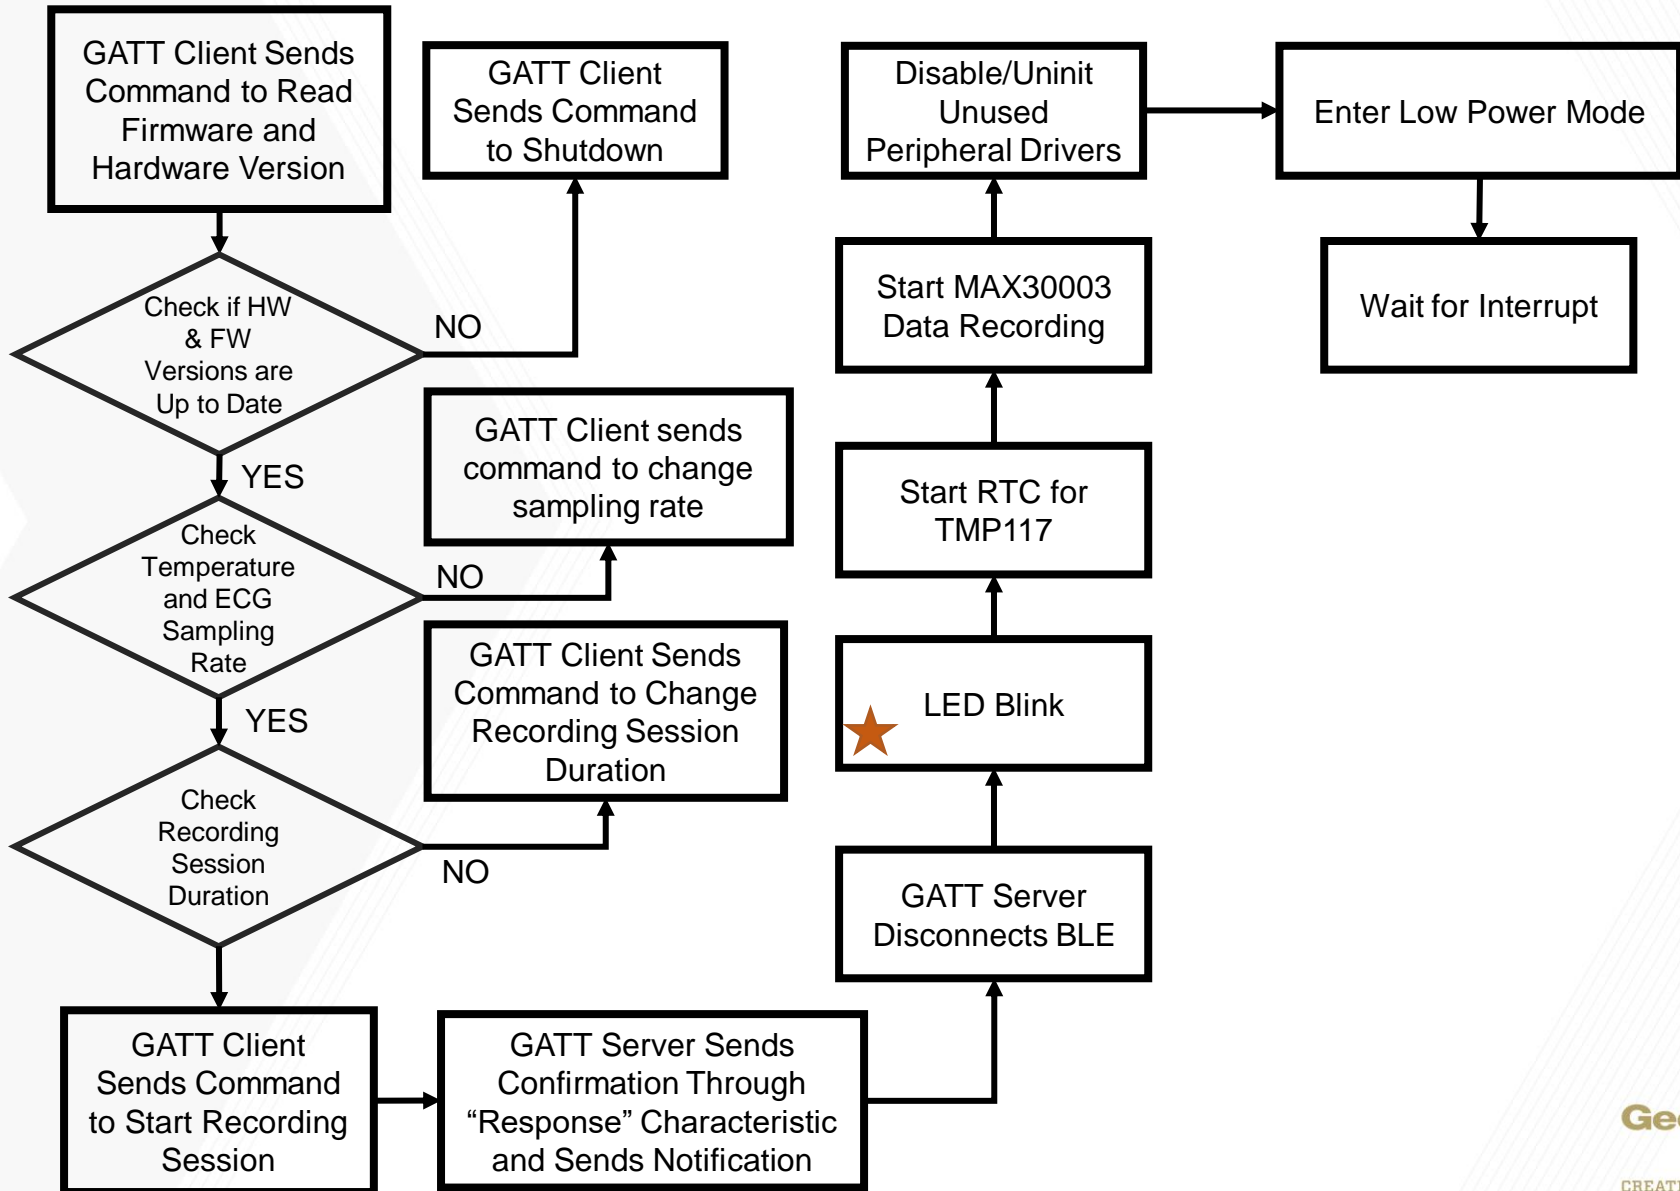 GATT Client Sends
Command to Read
Firmware and
Hardware Version
GATT Client
Sends Command
to Shutdown
Check if HW
& FW
Versions are
Up to Date
NO
YES
GATT Client sends
command to change
sampling rate
Check
Temperature
and ECG
Sampling
Rate
NO
YES
GATT Client Sends
Command to Change
Recording Session
Duration
Check
Recording
Session
Duration
NO
GATT Client
Sends Command
to Start Recording
Session
GATT Server Sends
Confirmation Through
“Response” Characteristic
and Sends Notification
GATT Server
Disconnects BLE
LED Blink
Start RTC for
TMP117
Start MAX30003
Data Recording
Disable/Uninit
Unused
Peripheral Drivers
Enter Low Power Mode
Wait for Interrupt